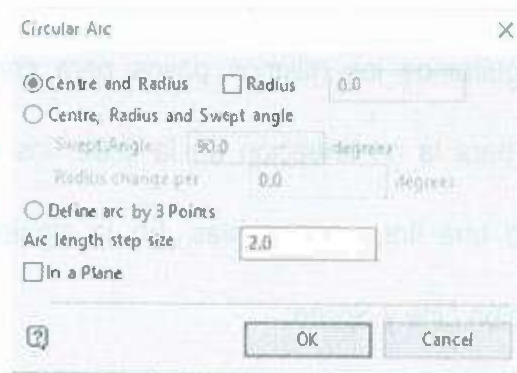 Circular Arc
Centre and Radius Radius 0.0
Centre, Radius and Swept angle
Swept Angle 90.0 degrees
Radius change per 0.0 degrees
Define arc by 3 Points
Arc length step size 2.0
In a Plane
OK Cancel